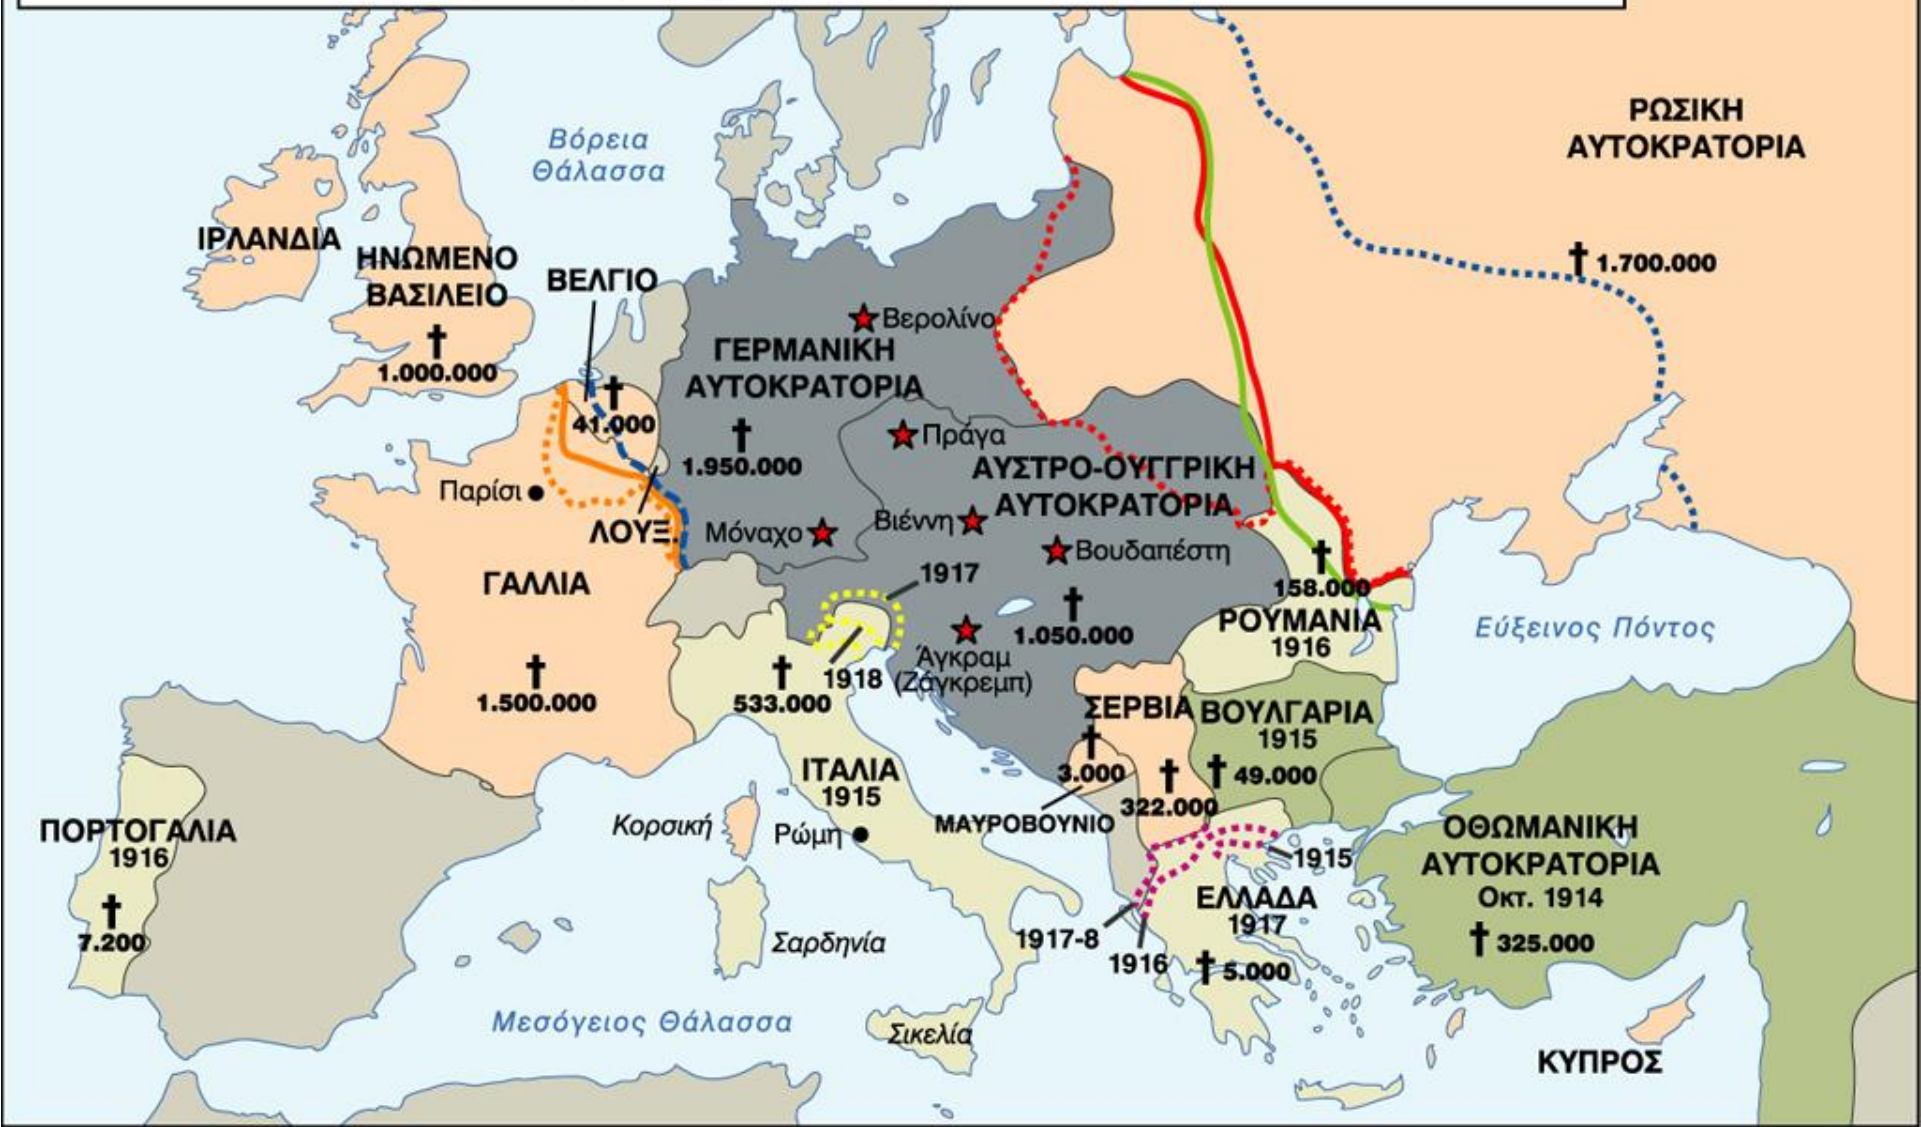 Βόρεια
Θάλασσα
ΡΩΣΙΚΗ
ΑΥΤΟΚΡΑΤΟΡΙΑ
ΙΡΛΑΝΔΙΑ
ΗΝΩΜΕΝΟ
ΒΑΣΙΛΕΙΟ
† 
1.000.000
ΒΕΛΓΙΟ
†
41.000
† 1.700.000
Βερολίνο
ΓΕΡΜΑΝΙΚΗ
ΑΥΤΟΚΡΑΤΟΡΙΑ
†
1.950.000
Πράγα
ΑΥΣΤΡΟ-ΟΥΓΓΡΙΚΗ
ΑΥΤΟΚΡΑΤΟΡΙΑ
Παρίσι
ΛΟΥΞ.
Μόναχο
Βιέννη
Βουδαπέστη
†
1.050.000
ΓΑΛΛΙΑ
†
1.500.000
1917
1918
Άγκραμ
(Ζάγκρεμπ)
†
533.000
ΙΤΑΛΙΑ
1915
†
158.000
ΡΟΥΜΑΝΙΑ
1916
Εύξεινος Πόντος
ΣΕΡΒΙΑ
†
322.000
†
3.000
ΜΑΥΡΟΒΟΥΝΙΟ
ΒΟΥΛΓΑΡΙΑ
1915
† 49.000
Κορσική
Ρώμη
ΠΟΡΤΟΓΑΛΙΑ
1916
†
7.200
ΟΘΩΜΑΝΙΚΗ
ΑΥΤΟΚΡΑΤΟΡΙΑ
Οκτ. 1914
† 325.000
1915
ΕΛΛΑΔΑ
1917
† 5.000
1917-8
1916
Σαρδηνία
Μεσόγειος Θάλασσα
Σικελία
ΚΥΠΡΟΣ